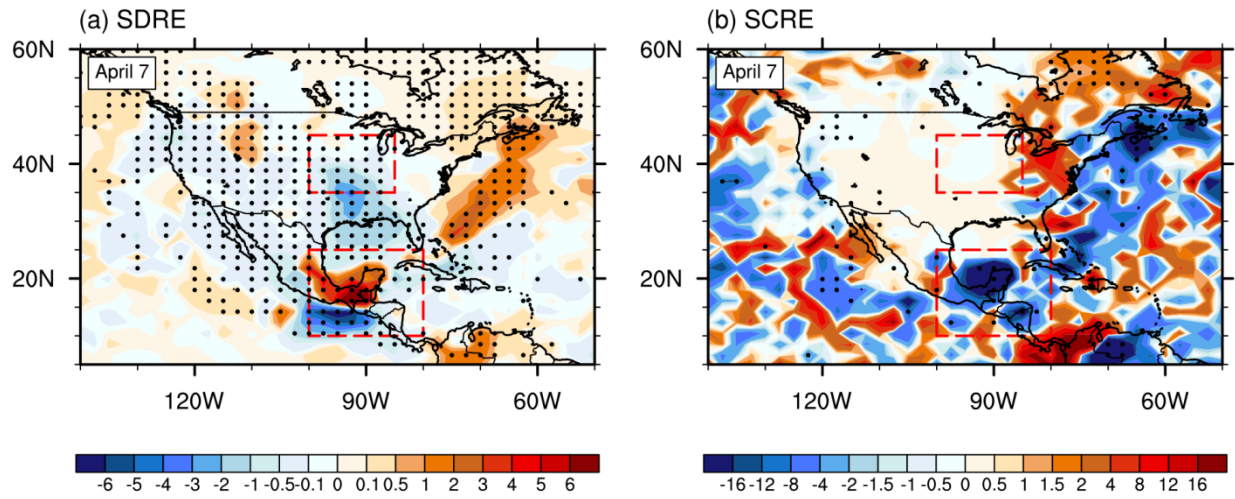 (a) SDRE
(b) SCRE
60N
April 7
40N
20N
120W 90W 60W
60N
April 7
40N
20N
120W 90W 60W
-6 -5 -4 -3 -2 -1 -0.5 -0.1 0 0.1 0.5 1 2 3 4 5 6
-16 -12 -8 -4 -2 -1.5 -1 -0.5 0 0.5 1 1.5 2 4 8 12 16